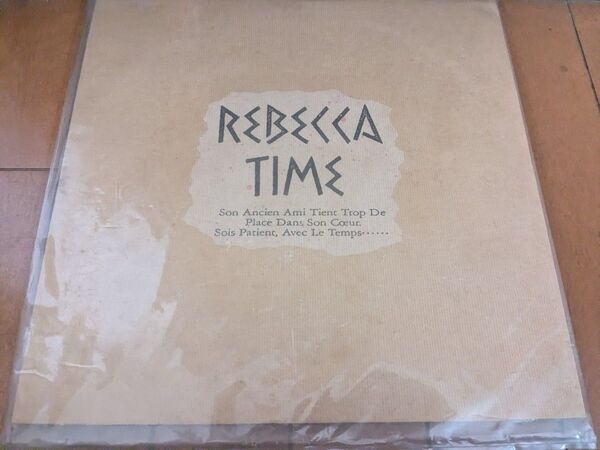 REBECCA
TIME
Son Ancien Ami Tient Trop De
Place Dans Son Cœur.
Sois Patient, Avec Le Temps······